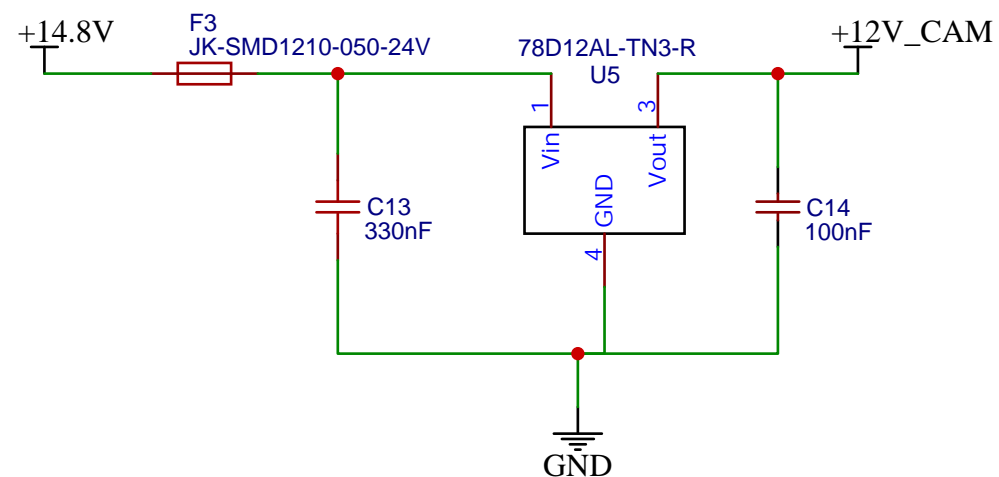 +14.8V
F3
JK-SMD1210-050-24V
78D12AL-TN3-R
U5
+12V_CAM
1
3
Vin
GND
Vout
4
C13
330nF
C14
100nF
GND